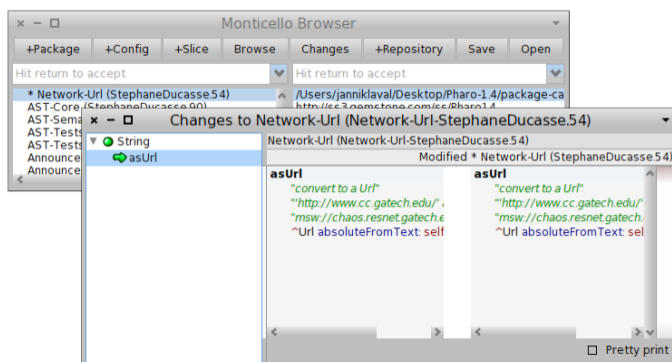 Monticello Browser
+Package +Config +Slice Browse Changes +Repository Save Open
Hit return to accept Hit return to accept
* Network-Url (StephaneDucasse.54) /Users/janniklaval/Desktop/Pharo-1.4/package-ca
AST-Core (StephaneDucasse.90) http://ss3.gemstone.com/ss/Pharo1.4
AST-Sema
AST-Tests
AST-Tests
Announce
Announce
Changes to Network-Url (Network-Url-StephaneDucasse.54)
String
asUrl
Network-Url (Network-Url-StephaneDucasse.54)
Modified * Network-Url (StephaneDucasse.54)
asUrl asUrl
"convert to a Url" "convert to a Url"
"'http://www.cc.gatech.edu/' "'http://www.cc.gatech.edu/'
"msw://chaos.resnet.gatech.e "msw://chaos.resnet.gatech.
^Url absoluteFromText: self ^Url absoluteFromText: sel
Pretty print